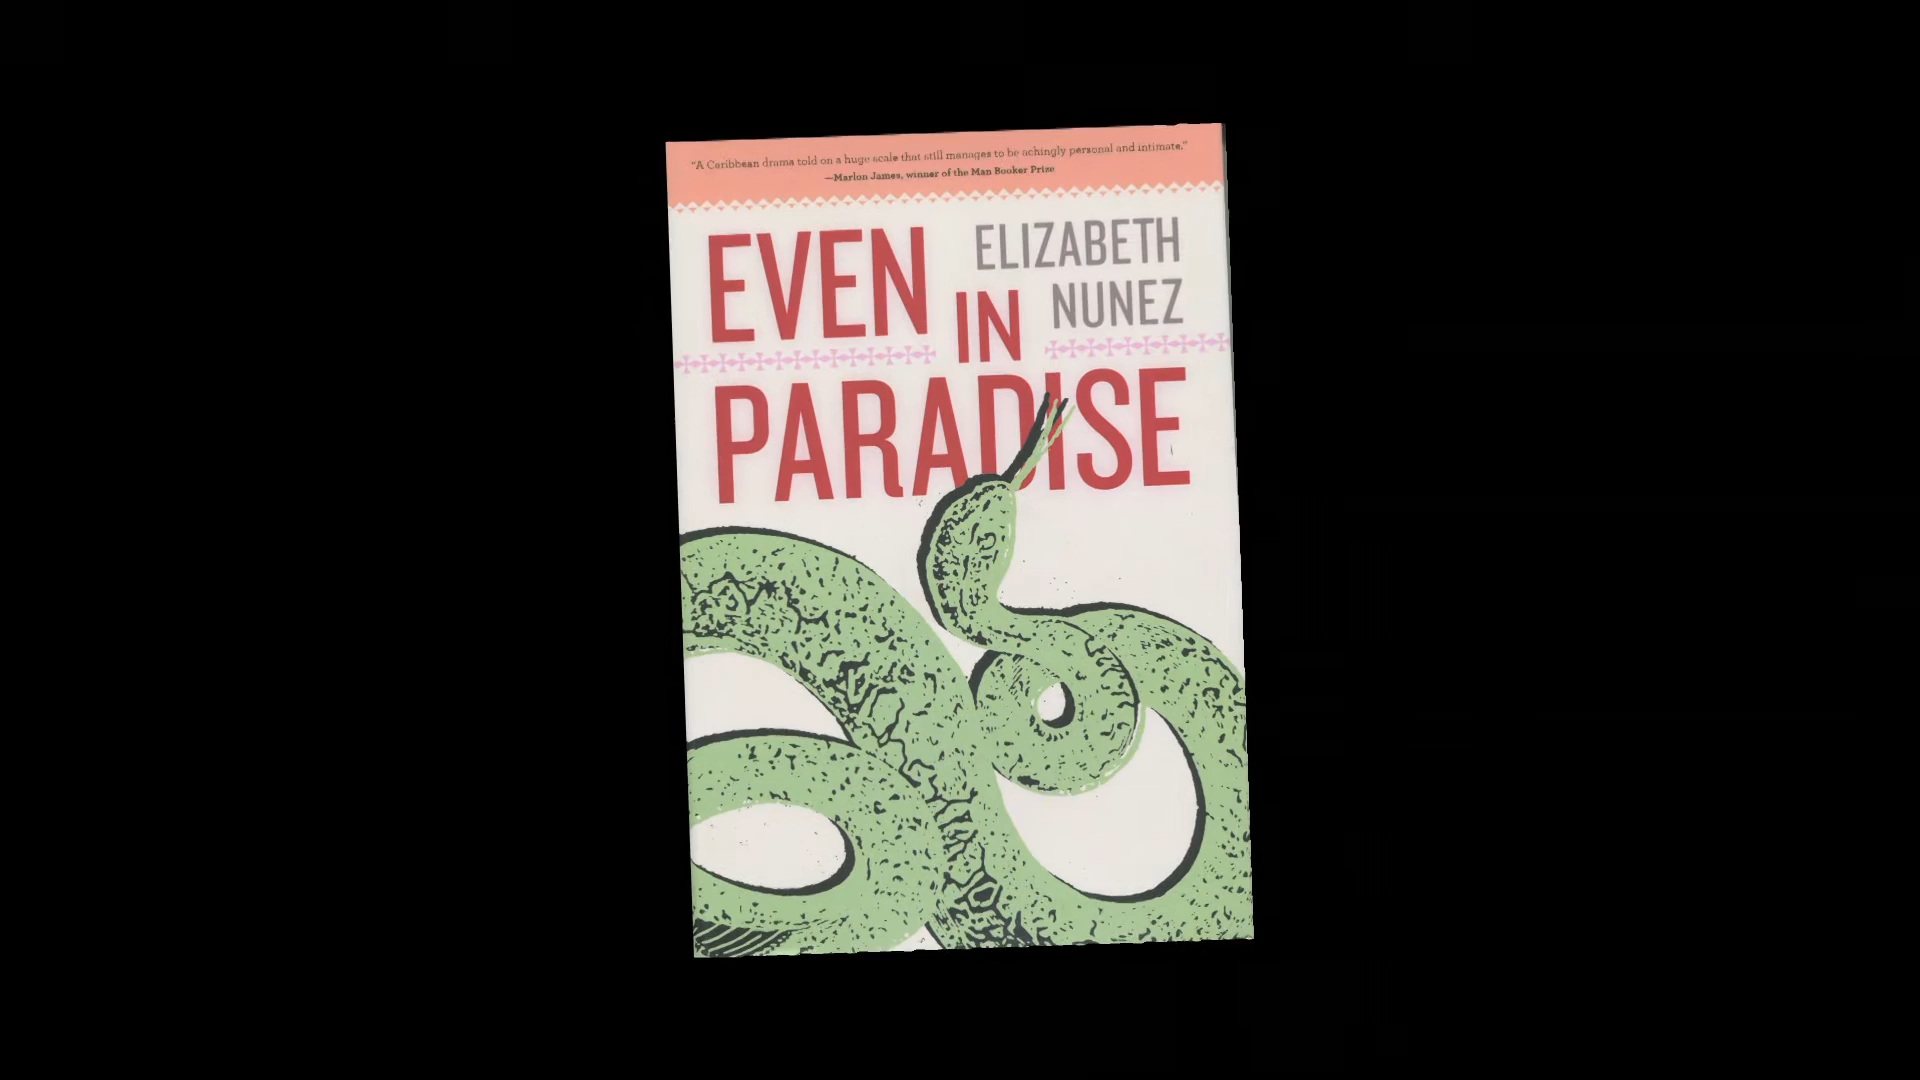 "A Caribbean drama told on a huge scale that still manages to be achingly personal and intimate."
—Marlon James, winner of the Man Booker Prize
EVEN
ELIZABETH
IN
NUNEZ
PARADISE